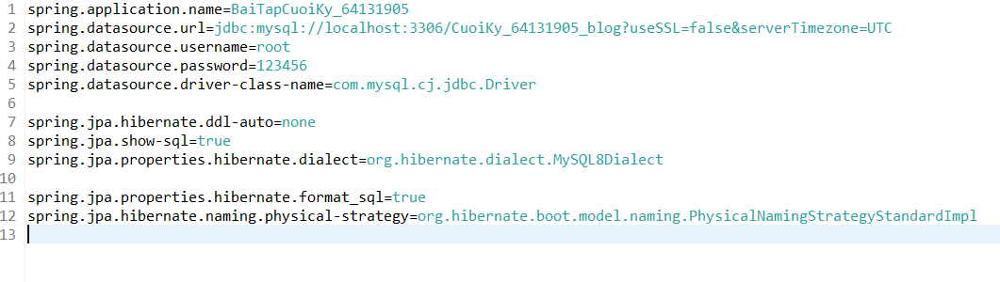 1 spring.application.name=BaiTapCuoiKy_64131905
2 spring.datasource.url=jdbc:mysql://localhost:3306/CuoiKy_64131905_blog?useSSL=false&serverTimezone=UTC
3 spring.datasource.username=root
4 spring.datasource.password=123456
5 spring.datasource.driver-class-name=com.mysql.cj.jdbc.Driver
6
7 spring.jpa.hibernate.ddl-auto=none
8 spring.jpa.show-sql=true
9 spring.jpa.properties.hibernate.dialect=org.hibernate.dialect.MySQL8Dialect
10
11 spring.jpa.properties.hibernate.format_sql=true
12 spring.jpa.hibernate.naming.physical-strategy=org.hibernate.boot.model.naming.PhysicalNamingStrategyStandardImpl
13